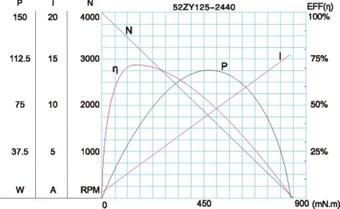 P I N 52ZY125-2440 EFF(η)
150 20 4000 100%
N
I
112.5 15 3000 75%
η P
75 10 2000 50%
37.5 5 1000 25%
W A RPM
0 450 900 (mN.m)